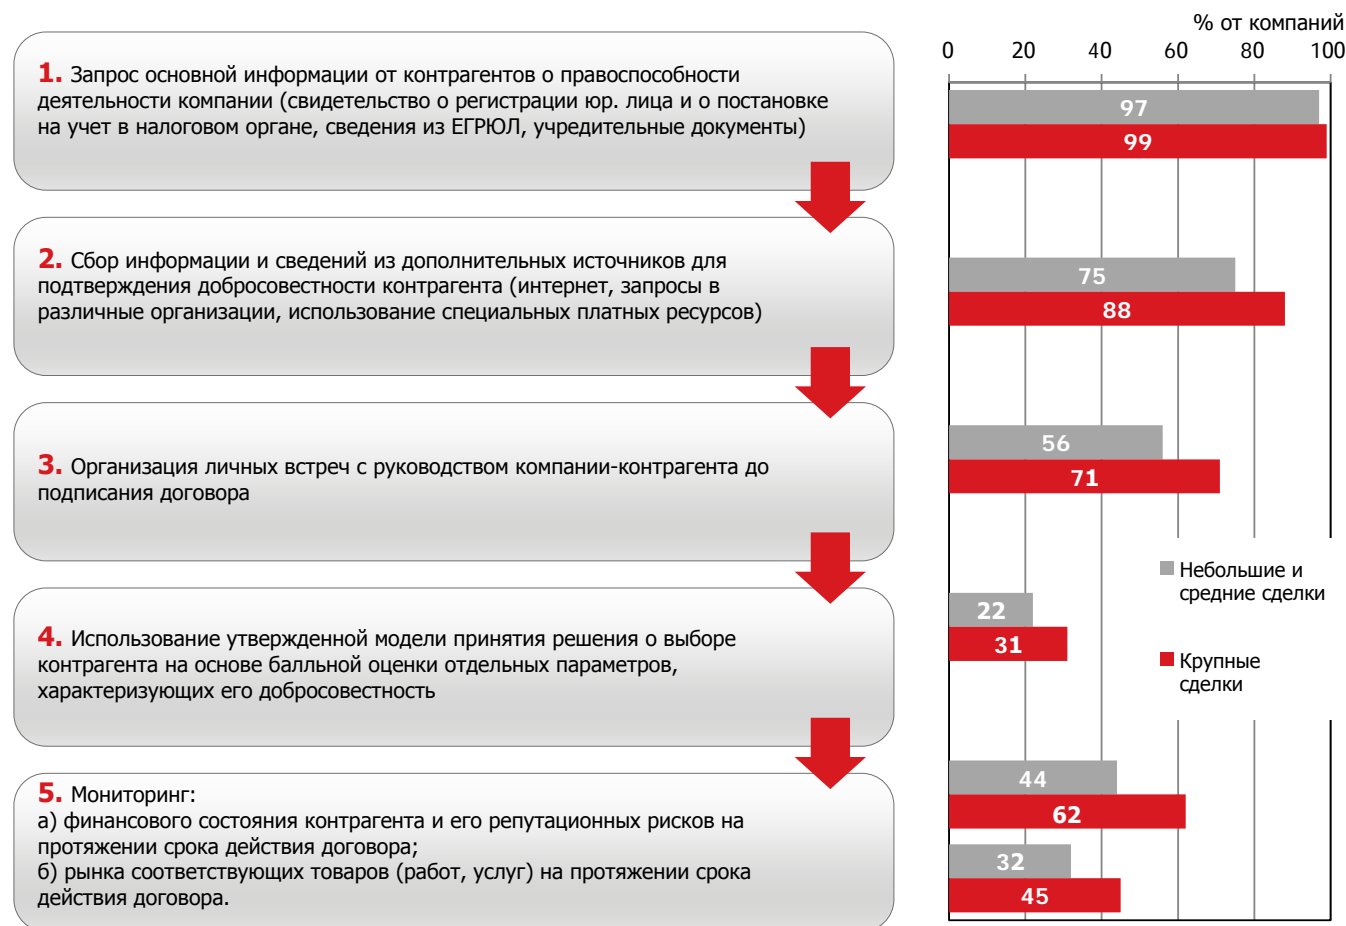 % от компаний
0 20 40 60 80 100
1. Запрос основной информации от контрагентов о правоспособности
деятельности компании (свидетельство о регистрации юр. лица и о постановке
на учет в налоговом органе, сведения из ЕГРЮЛ, учредительные документы)
97
99
2. Сбор информации и сведений из дополнительных источников для
подтверждения добросовестности контрагента (интернет, запросы в
различные организации, использование специальных платных ресурсов)
75
88
3. Организация личных встреч с руководством компании-контрагента до
подписания договора
56
71
4. Использование утвержденной модели принятия решения о выборе
контрагента на основе балльной оценки отдельных параметров,
характеризующих его добросовестность
22
31
Небольшие и
средние сделки
Крупные
сделки
5. Мониторинг:
а) финансового состояния контрагента и его репутационных рисков на
протяжении срока действия договора;
б) рынка соответствующих товаров (работ, услуг) на протяжении срока
действия договора.
44
62
32
45